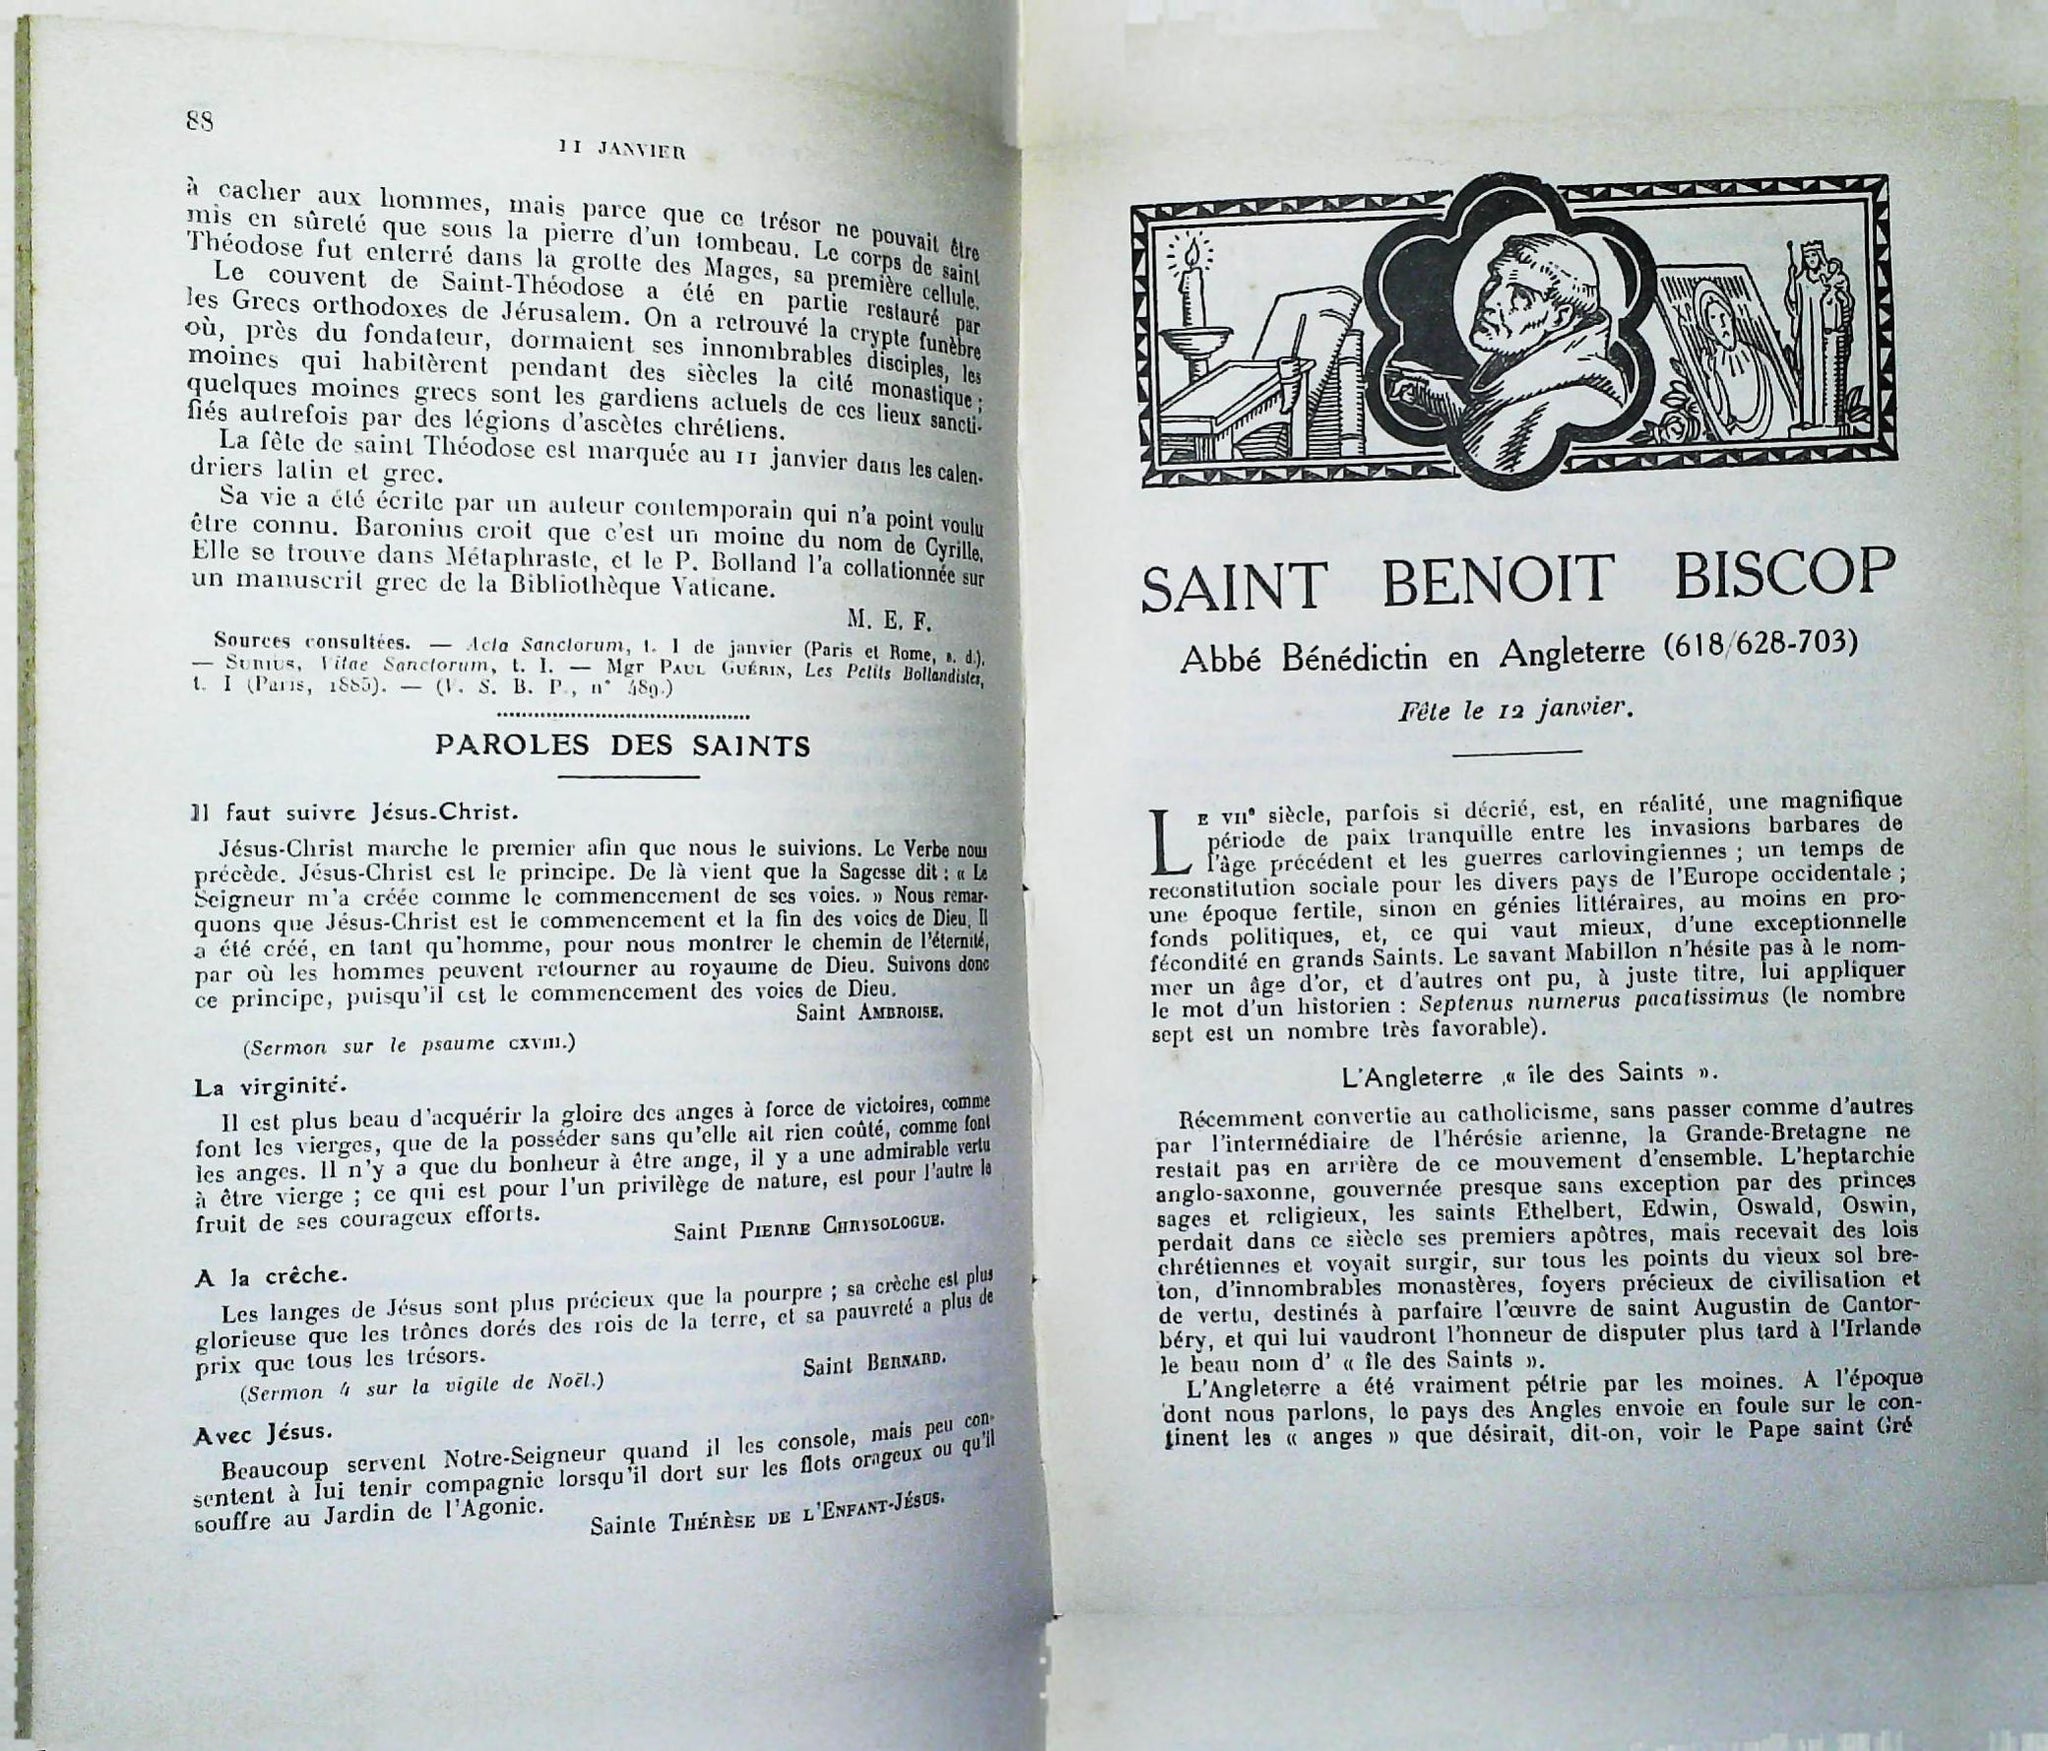 88
11 JANVIER
à cacher aux hommes, mais parce que ce trésor ne pouvait être
mis en sûreté que sous la pierre d'un tombeau. Le corps de saint
Théodose fut enterré dans la grotte des Mages, sa première cellule.
Le couvent de Saint-Théodose a été en partie restauré par
les Grecs orthodoxes de Jérusalem. On a retrouvé la crypte funèbre
où, près du fondateur, dormaient ses innombrables disciples, les
moines qui habitèrent pendant des siècles la cité monastique ;
quelques moines grecs sont les gardiens actuels de ces lieux sancti-
fiés autrefois par des légions d'ascètes chrétiens.
La fête de saint Théodose est marquée au 11 janvier dans les calen-
driers latin et grec.
Sa vie a été écrite par un auteur contemporain qui n'a point voulu
être connu. Baronius croit que c'est un moine du nom de Cyrille.
Elle se trouve dans Métaphraste, et le P. Bolland l'a collationnée sur
un manuscrit grec de la Bibliothèque Vaticane.
M. E. F.
Sources consultées. — Acta Sanctorum, t. I de janvier (Paris et Rome, s. d.).
— SURIUS, Vitae Sanctorum, t. I. — Mgr PAUL GUÉRIN, Les Petits Bollandistes,
t. I (Paris, 1885). — (V. S. B. P., n° 489.)
PAROLES DES SAINTS
Il faut suivre Jésus-Christ.
Jésus-Christ marche le premier afin que nous le suivions. Le Verbe nous
précède. Jésus-Christ est le principe. De là vient que la Sagesse dit : « Le
Seigneur m'a créée comme le commencement de ses voies. » Nous remar-
quons que Jésus-Christ est le commencement et la fin des voies de Dieu. Il
a été créé, en tant qu'homme, pour nous montrer le chemin de l'éternité,
par où les hommes peuvent retourner au royaume de Dieu. Suivons donc
ce principe, puisqu'il est le commencement des voies de Dieu.
Saint AMBROISE.
(Sermon sur le psaume CXVIII.)
La virginité.
Il est plus beau d'acquérir la gloire des anges à force de victoires, comme
font les vierges, que de la posséder sans qu'elle ait rien coûté, comme font
les anges. Il n'y a que du bonheur à être ange, il y a une admirable vertu
à être vierge ; ce qui est pour l'un privilège de nature, est pour l'autre le
fruit de ses courageux efforts.
Saint PIERRE CHRYSOLOGUE.
A la crêche.
Les langes de Jésus sont plus précieux que la pourpre ; sa crèche est plus
glorieuse que les trônes dorés des rois de la terre, et sa pauvreté a plus de
prix que tous les trésors.
Saint BERNARD.
(Sermon 4 sur la vigile de Noël.)
Avec Jésus.
Beaucoup servent Notre-Seigneur quand il les console, mais peu con-
sentent à lui tenir compagnie lorsqu'il dort sur les flots orageux ou qu'il
souffre au Jardin de l'Agonie.
Sainte THÉRÈSE DE L'ENFANT-JÉSUS.
SAINT BENOIT BISCOP
Abbé Bénédictin en Angleterre (618/628-703)
Fête le 12 janvier.
LE VII° siècle, parfois si décrié, est, en réalité, une magnifique
période de paix tranquille entre les invasions barbares de
l'âge précédent et les guerres carlovingiennes ; un temps de
reconstitution sociale pour les divers pays de l'Europe occidentale ;
une époque fertile, sinon en génies littéraires, au moins en pro-
fonds politiques, et, ce qui vaut mieux, d'une exceptionnelle
fécondité en grands Saints. Le savant Mabillon n'hésite pas à le nom-
mer un âge d'or, et d'autres ont pu, à juste titre, lui appliquer
le mot d'un historien : Septenus numerus pacatissimus (le nombre
sept est un nombre très favorable).
L'Angleterre « île des Saints ».
Récemment convertie au catholicisme, sans passer comme d'autres
par l'intermédiaire de l'hérésie arienne, la Grande-Bretagne ne
restait pas en arrière de ce mouvement d'ensemble. L'heptarchie
anglo-saxonne, gouvernée presque sans exception par des princes
sages et religieux, les saints Ethelbert, Edwin, Oswald, Oswin,
perdait dans ce siècle ses premiers apôtres, mais recevait des lois
chrétiennes et voyait surgir, sur tous les points du vieux sol bre-
ton, d'innombrables monastères, foyers précieux de civilisation et
de vertu, destinés à parfaire l'œuvre de saint Augustin de Cantor-
béry, et qui lui vaudront l'honneur de disputer plus tard à l'Irlande
le beau nom d' « île des Saints ».
L'Angleterre a été vraiment pétrie par les moines. A l'époque
dont nous parlons, le pays des Angles envoie en foule sur le con-
tinent les « anges » que désirait, dit-on, voir le Pape saint Gré